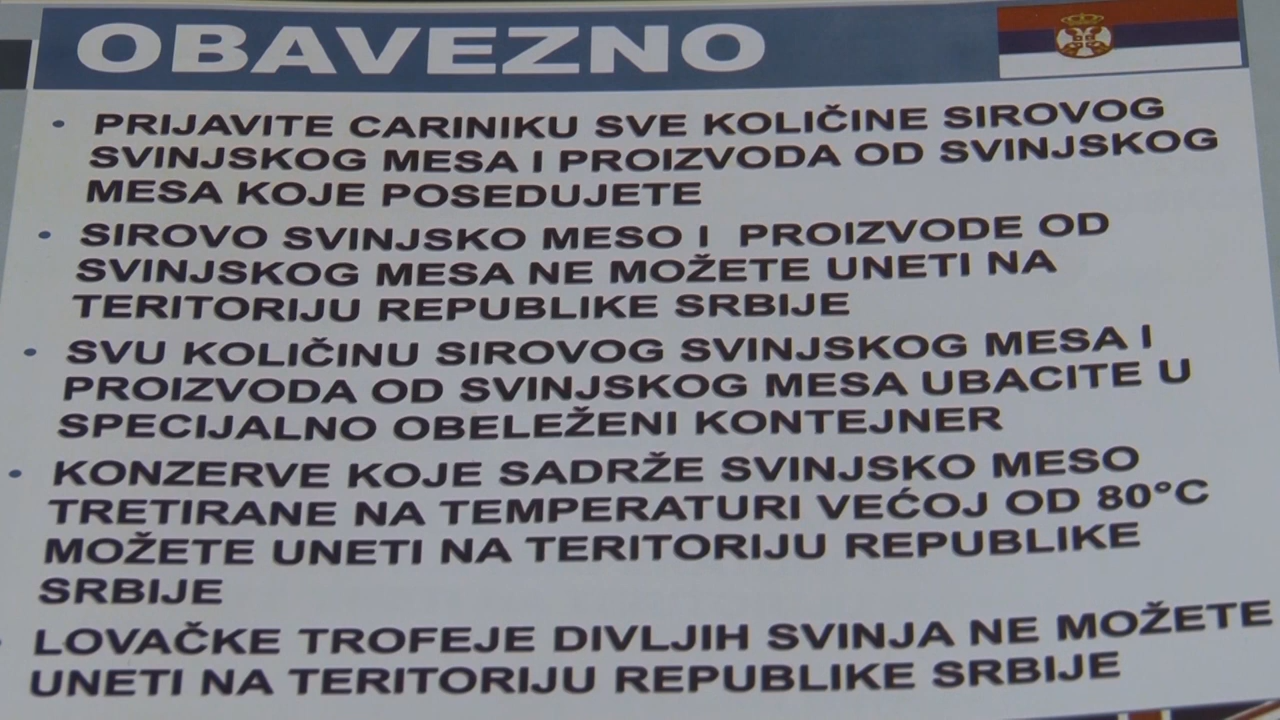 OBAVEZNO
• PRIJAVITE CARINIKU SVE KOLIČINE SIROVOG
SVINJSKOG MESA I PROIZVODA OD SVINJSKOG
MESA KOJE POSEDUJETE
• SIROVO SVINJSKO MESO I PROIZVODE OD
SVINJSKOG MESA NE MOŽETE UNETI NA
TERITORIJU REPUBLIKE SRBIJE
• SVU KOLIČINU SIROVOG SVINJSKOG MESA I
PROIZVODA OD SVINJSKOG MESA UBACITE U
SPECIJALNO OBELEŽENI KONTEJNER
• KONZERVE KOJE SADRŽE SVINJSKO MESO
TRETIRANE NA TEMPERATURI VEĆOJ OD 80°C
MOŽETE UNETI NA TERITORIJU REPUBLIKE
SRBIJE
• LOVAČKE TROFEJE DIVLJIH SVINJA NE MOŽETE
UNETI NA TERITORIJU REPUBLIKE SRBIJE